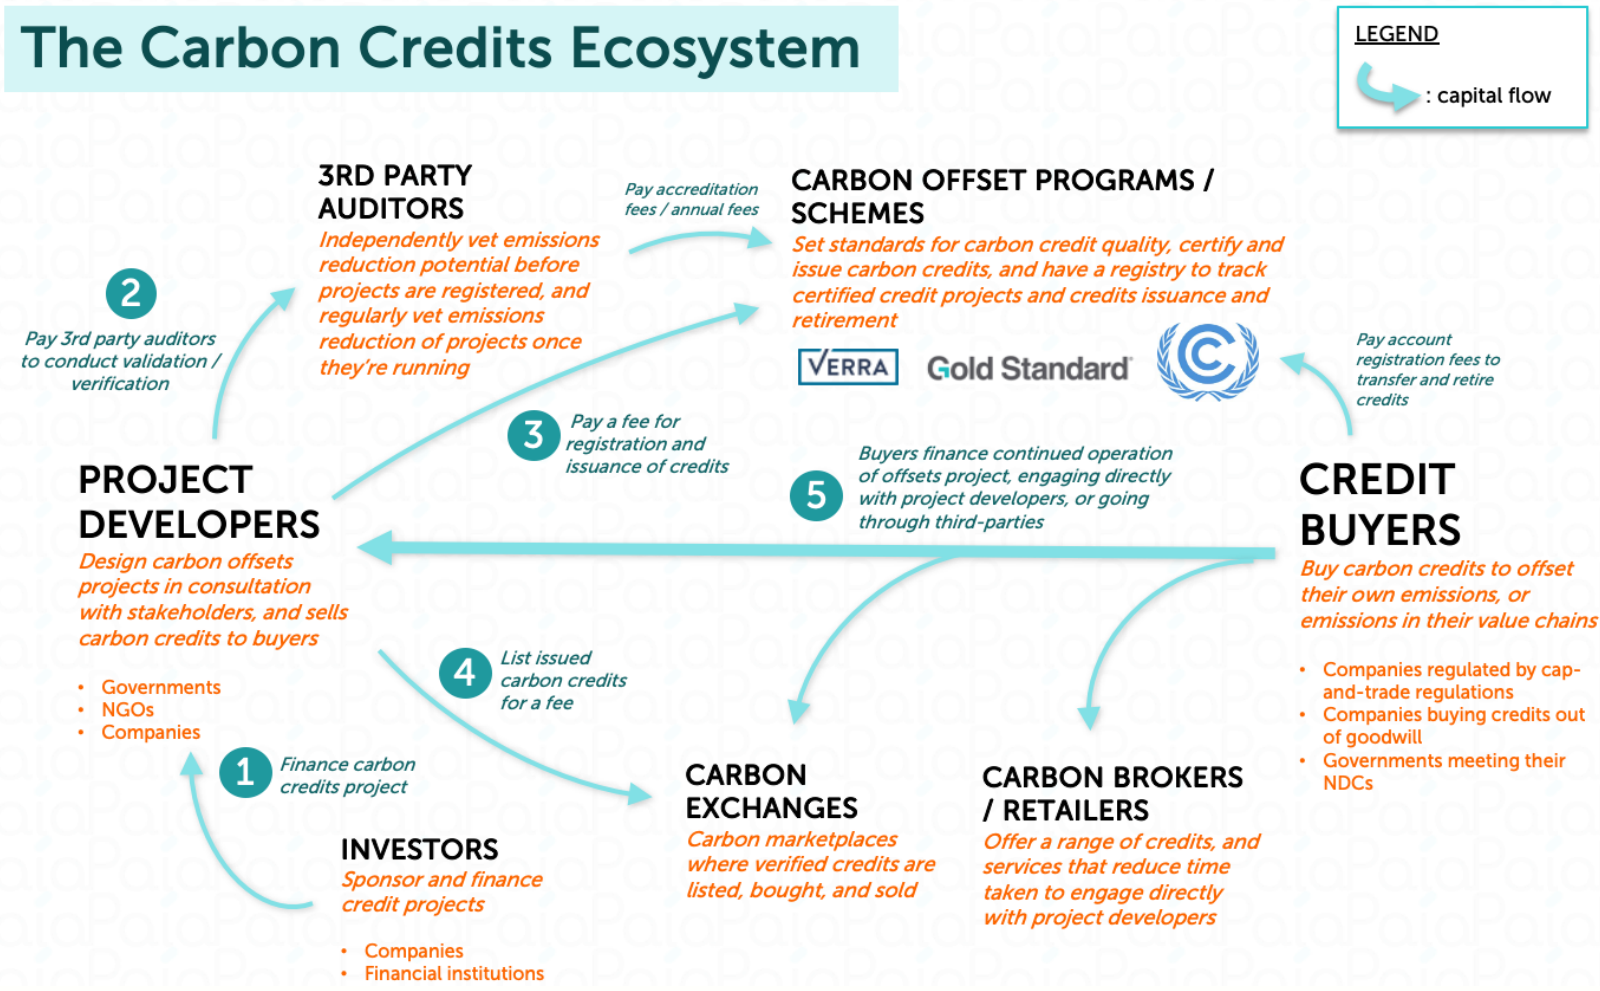 The Carbon Credits Ecosystem
LEGEND
: capital flow
3RD PARTY
AUDITORS
Independently vet emissions
reduction potential before
projects are registered, and
regularly vet emissions
reduction of projects once
they're running
Pay accreditation
fees / annual fees
CARBON OFFSET PROGRAMS /
SCHEMES
Set standards for carbon credit quality, certify and
issue carbon credits, and have a registry to track
certified credit projects and credits issuance and
retirement
VERRA
Gold Standard
2
Pay 3rd party auditors
to conduct validation /
verification
Pay account
registration fees to
transfer and retire
credits
3
Pay a fee for
registration and
issuance of credits
5
Buyers finance continued operation
of offsets project, engaging directly
with project developers, or going
through third-parties
PROJECT
DEVELOPERS
Design carbon offsets
projects in consultation
with stakeholders, and sells
carbon credits to buyers
• Governments
• NGOs
• Companies
CREDIT
BUYERS
Buy carbon credits to offset
their own emissions, or
emissions in their value chains
• Companies regulated by cap-
and-trade regulations
• Companies buying credits out
of goodwill
• Governments meeting their
NDCs
4
List issued
carbon credits
for a fee
1
Finance carbon
credits project
INVESTORS
Sponsor and finance
credit projects
• Companies
• Financial institutions
CARBON
EXCHANGES
Carbon marketplaces
where verified credits are
listed, bought, and sold
CARBON BROKERS
/ RETAILERS
Offer a range of credits, and
services that reduce time
taken to engage directly
with project developers